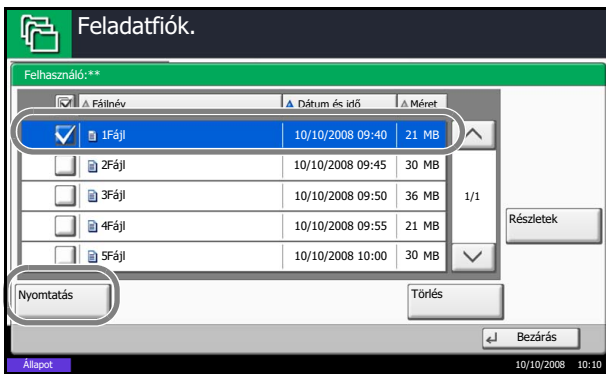 Feladatfiók.
Felhasználó:**
Fájlnév Dátum és idő Méret
1Fájl 10/10/2008 09:40 21 MB
2Fájl 10/10/2008 09:45 30 MB
3Fájl 10/10/2008 09:50 36 MB
1/1
4Fájl 10/10/2008 09:55 21 MB
Részletek
5Fájl 10/10/2008 10:00 30 MB
Nyomtatás Törlés
Bezárás
Állapot 10/10/2008 10:10